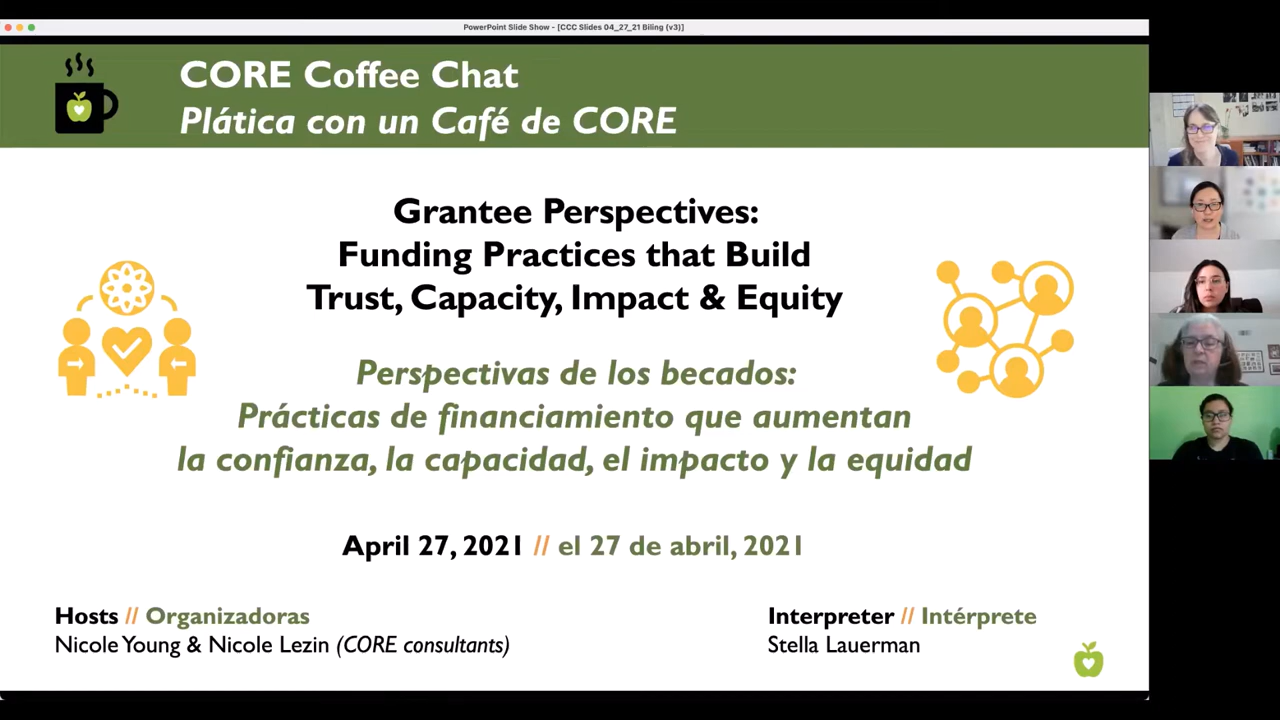 PowerPoint Slide Show - [CCC Slides 04_27_21 Biling (v3)]
CORE Coffee Chat
Plática con un Café de CORE
Grantee Perspectives:
Funding Practices that Build
Trust, Capacity, Impact & Equity
Perspectivas de los becados:
Prácticas de financiamiento que aumentan
la confianza, la capacidad, el impacto y la equidad
April 27, 2021 // el 27 de abril, 2021
Hosts // Organizadoras
Nicole Young & Nicole Lezin (CORE consultants)
Interpreter // Intérprete
Stella Lauerman